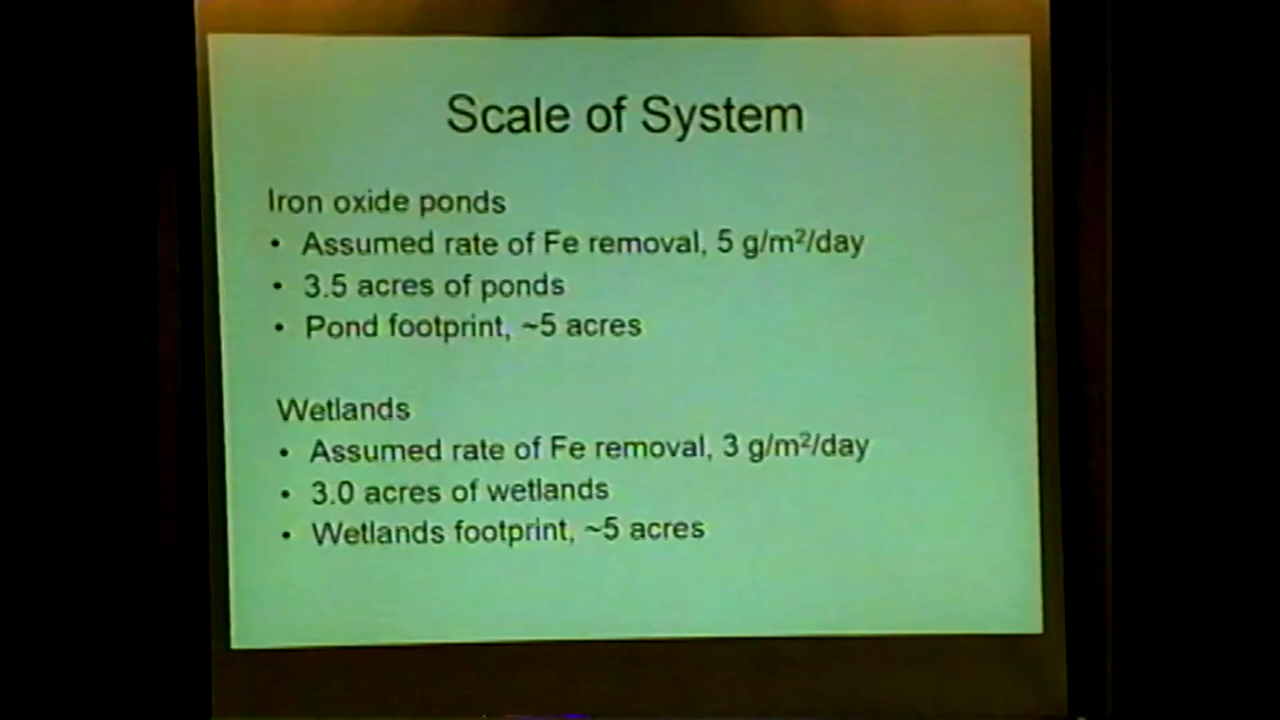 Scale of System
Iron oxide ponds
• Assumed rate of Fe removal, 5 g/m²/day
• 3.5 acres of ponds
• Pond footprint, ~5 acres
Wetlands
• Assumed rate of Fe removal, 3 g/m²/day
• 3.0 acres of wetlands
• Wetlands footprint, ~5 acres